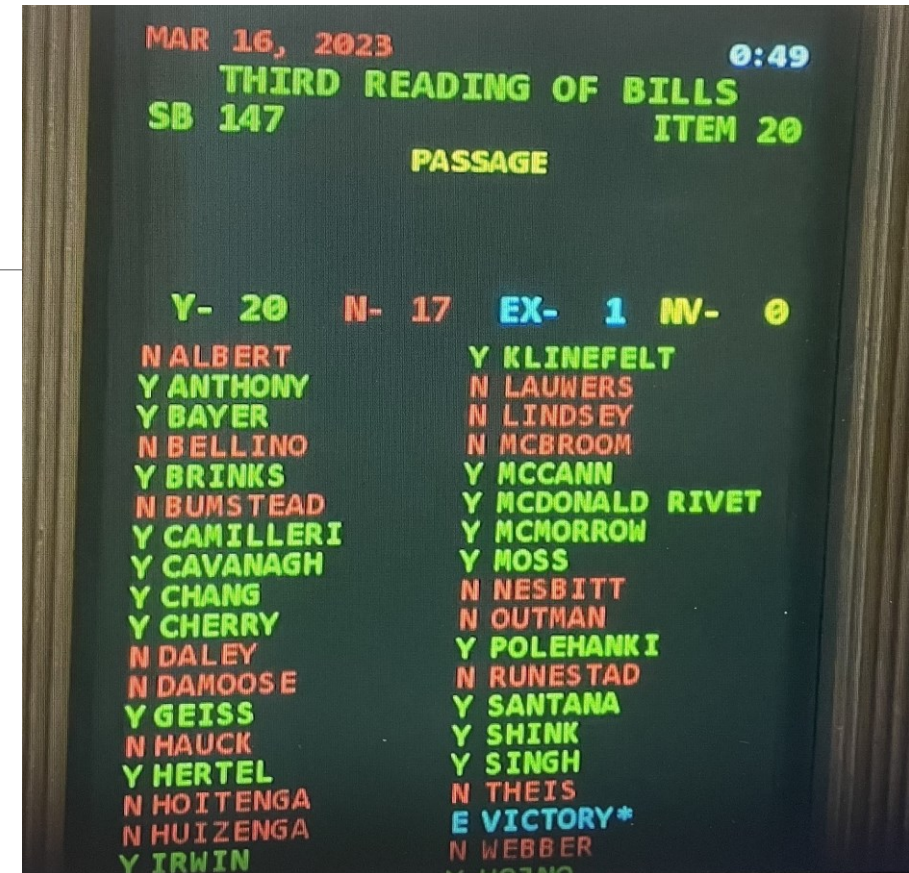 MAR 16, 2023 0:49
THIRD READING OF BILLS
SB 147 ITEM 20
PASSAGE
Y- 20 N- 17 EX- 1 NV- 0
N ALBERT Y KLINEFELT
Y ANTHONY N LAUWERS
Y BAYER N LINDSEY
N BELLINO N MCBROOM
Y BRINKS Y MCCANN
N BUMSTEAD Y MCDONALD RIVET
Y CAMILLERI Y MCMORROW
Y CAVANAGH Y MOSS
Y CHANG N NESBITT
Y CHERRY N OUTMAN
N DALEY Y POLEHANKI
N DAMOOSE N RUNESTAD
Y GEISS Y SANTANA
N HAUCK Y SHINK
Y HERTEL Y SINGH
N HOITENGA N THEIS
N HUIZENGA E VICTORY*
Y IRWIN N WEBBER